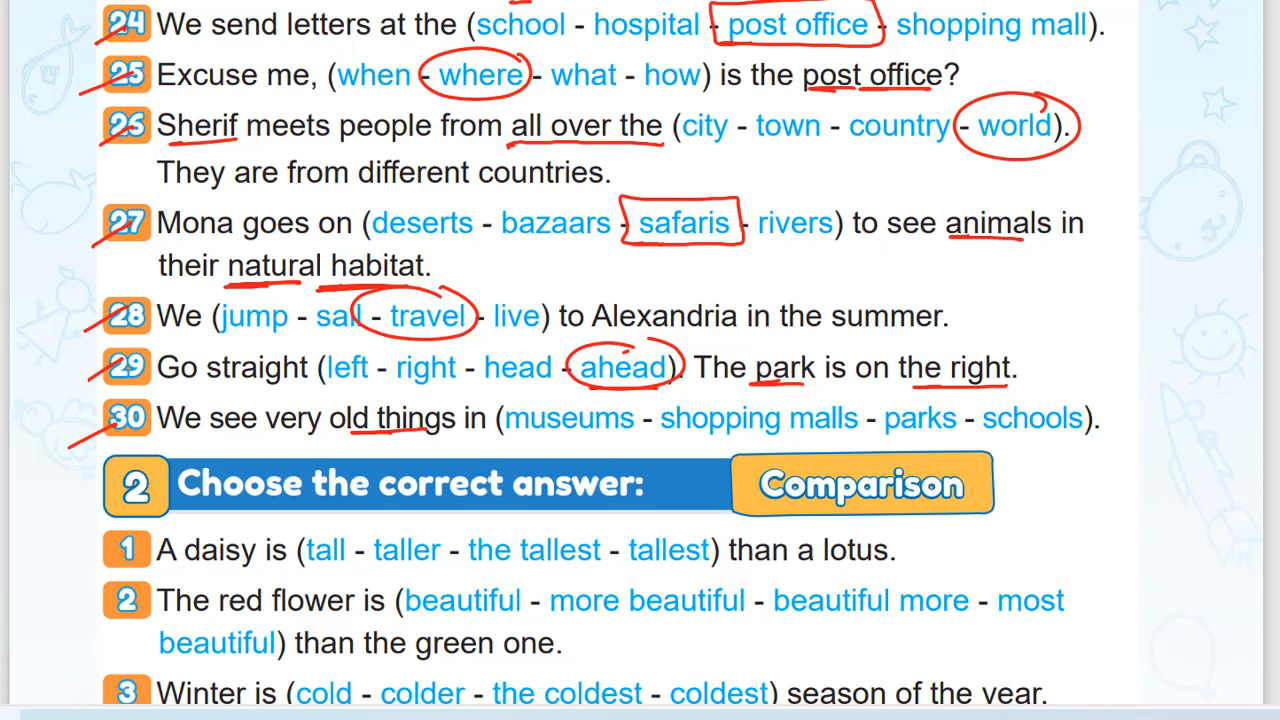 24 We send letters at the (school - hospital - post office - shopping mall).
25 Excuse me, (when - where - what - how) is the post office?
26 Sherif meets people from all over the (city - town - country - world).
They are from different countries.
27 Mona goes on (deserts - bazaars - safaris - rivers) to see animals in
their natural habitat.
28 We (jump - sail - travel - live) to Alexandria in the summer.
29 Go straight (left - right - head - ahead). The park is on the right.
30 We see very old things in (museums - shopping malls - parks - schools).
2 Choose the correct answer: Comparison
1 A daisy is (tall - taller - the tallest - tallest) than a lotus.
2 The red flower is (beautiful - more beautiful - beautiful more - most
beautiful) than the green one.
3 Winter is (cold - colder - the coldest - coldest) season of the year.